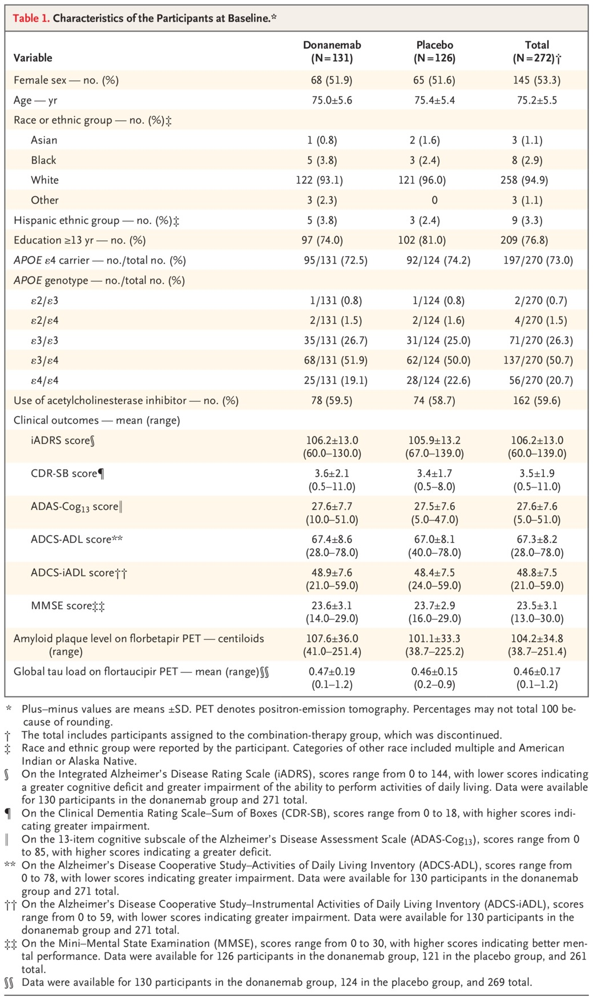 Table 1. Characteristics of the Participants at Baseline.*
Variable Donanemab (N=131) Placebo (N=126) Total (N=272)†
Female sex — no. (%) 68 (51.9) 65 (51.6) 145 (53.3)
Age — yr 75.0±5.6 75.4±5.4 75.2±5.5
Race or ethnic group — no. (%)‡
Asian 1 (0.8) 2 (1.6) 3 (1.1)
Black 5 (3.8) 3 (2.4) 8 (2.9)
White 122 (93.1) 121 (96.0) 258 (94.9)
Other 3 (2.3) 0 3 (1.1)
Hispanic ethnic group — no. (%)‡ 5 (3.8) 3 (2.4) 9 (3.3)
Education ≥13 yr — no. (%) 97 (74.0) 102 (81.0) 209 (76.8)
APOE ε4 carrier — no./total no. (%) 95/131 (72.5) 92/124 (74.2) 197/270 (73.0)
APOE genotype — no./total no. (%)
ε2/ε3 1/131 (0.8) 1/124 (0.8) 2/270 (0.7)
ε2/ε4 2/131 (1.5) 2/124 (1.6) 4/270 (1.5)
ε3/ε3 35/131 (26.7) 31/124 (25.0) 71/270 (26.3)
ε3/ε4 68/131 (51.9) 62/124 (50.0) 137/270 (50.7)
ε4/ε4 25/131 (19.1) 28/124 (22.6) 56/270 (20.7)
Use of acetylcholinesterase inhibitor — no. (%) 78 (59.5) 74 (58.7) 162 (59.6)
Clinical outcomes — mean (range)
iADRS score§ 106.2±13.0 105.9±13.2 106.2±13.0
(60.0–130.0) (67.0–139.0) (60.0–139.0)
CDR-SB score¶ 3.6±2.1 3.4±1.7 3.5±1.9
(0.5–11.0) (0.5–8.0) (0.5–11.0)
ADAS-Cog13 score‖ 27.6±7.7 27.5±7.6 27.6±7.6
(10.0–51.0) (5.0–47.0) (5.0–51.0)
ADCS-ADL score** 67.4±8.6 67.0±8.1 67.3±8.2
(28.0–78.0) (40.0–78.0) (28.0–78.0)
ADCS-iADL score†† 48.9±7.6 48.4±7.5 48.8±7.5
(21.0–59.0) (24.0–59.0) (21.0–59.0)
MMSE score‡‡ 23.6±3.1 23.7±2.9 23.5±3.1
(14.0–29.0) (16.0–29.0) (13.0–30.0)
Amyloid plaque level on florbetapir PET — centiloids 107.6±36.0 101.1±33.3 104.2±34.8
(range) (41.0–251.4) (38.7–225.2) (38.7–251.4)
Global tau load on flortaucipir PET — mean (range)§§ 0.47±0.19 0.46±0.15 0.46±0.17
(0.1–1.2) (0.2–0.9) (0.1–1.2)
* Plus–minus values are means ±SD. PET denotes positron-emission tomography. Percentages may not total 100 be-
cause of rounding.
† The total includes participants assigned to the combination-therapy group, which was discontinued.
‡ Race and ethnic group were reported by the participant. Categories of other race included multiple and American
Indian or Alaska Native.
§ On the Integrated Alzheimer’s Disease Rating Scale (iADRS), scores range from 0 to 144, with lower scores indicating
a greater cognitive deficit and greater impairment of the ability to perform activities of daily living. Data were available
for 130 participants in the donanemab group and 271 total.
¶ On the Clinical Dementia Rating Scale–Sum of Boxes (CDR-SB), scores range from 0 to 18, with higher scores indi-
cating greater impairment.
‖ On the 13-item cognitive subscale of the Alzheimer’s Disease Assessment Scale (ADAS-Cog13), scores range from 0
to 85, with higher scores indicating a greater deficit.
** On the Alzheimer’s Disease Cooperative Study–Activities of Daily Living Inventory (ADCS-ADL), scores range from
0 to 78, with lower scores indicating greater impairment. Data were available for 130 participants in the donanemab
group and 271 total.
†† On the Alzheimer’s Disease Cooperative Study–Instrumental Activities of Daily Living Inventory (ADCS-iADL), scores
range from 0 to 59, with lower scores indicating greater impairment. Data were available for 130 participants in the
donanemab group and 271 total.
‡‡ On the Mini–Mental State Examination (MMSE), scores range from 0 to 30, with higher scores indicating better men-
tal performance. Data were available for 126 participants in the donanemab group, 121 in the placebo group, and 261
total.
§§ Data were available for 130 participants in the donanemab group, 124 in the placebo group, and 269 total.